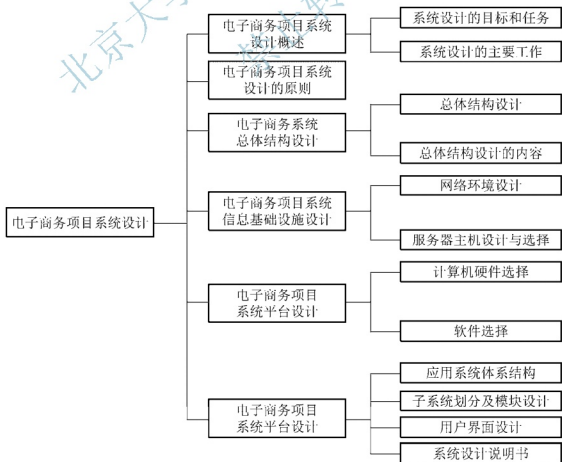 北京大
禁止转
电子商务项目系统设计
电子商务项目系统
设计概述
系统设计的目标和任务
系统设计的主要工作
电子商务项目系统
设计的原则
电子商务系统
总体结构设计
总体结构设计
总体结构设计的内容
电子商务项目系统
信息基础设施设计
网络环境设计
服务器主机设计与选择
电子商务项目
系统平台设计
计算机硬件选择
软件选择
电子商务项目
系统平台设计
应用系统体系结构
子系统划分及模块设计
用户界面设计
系统设计说明书